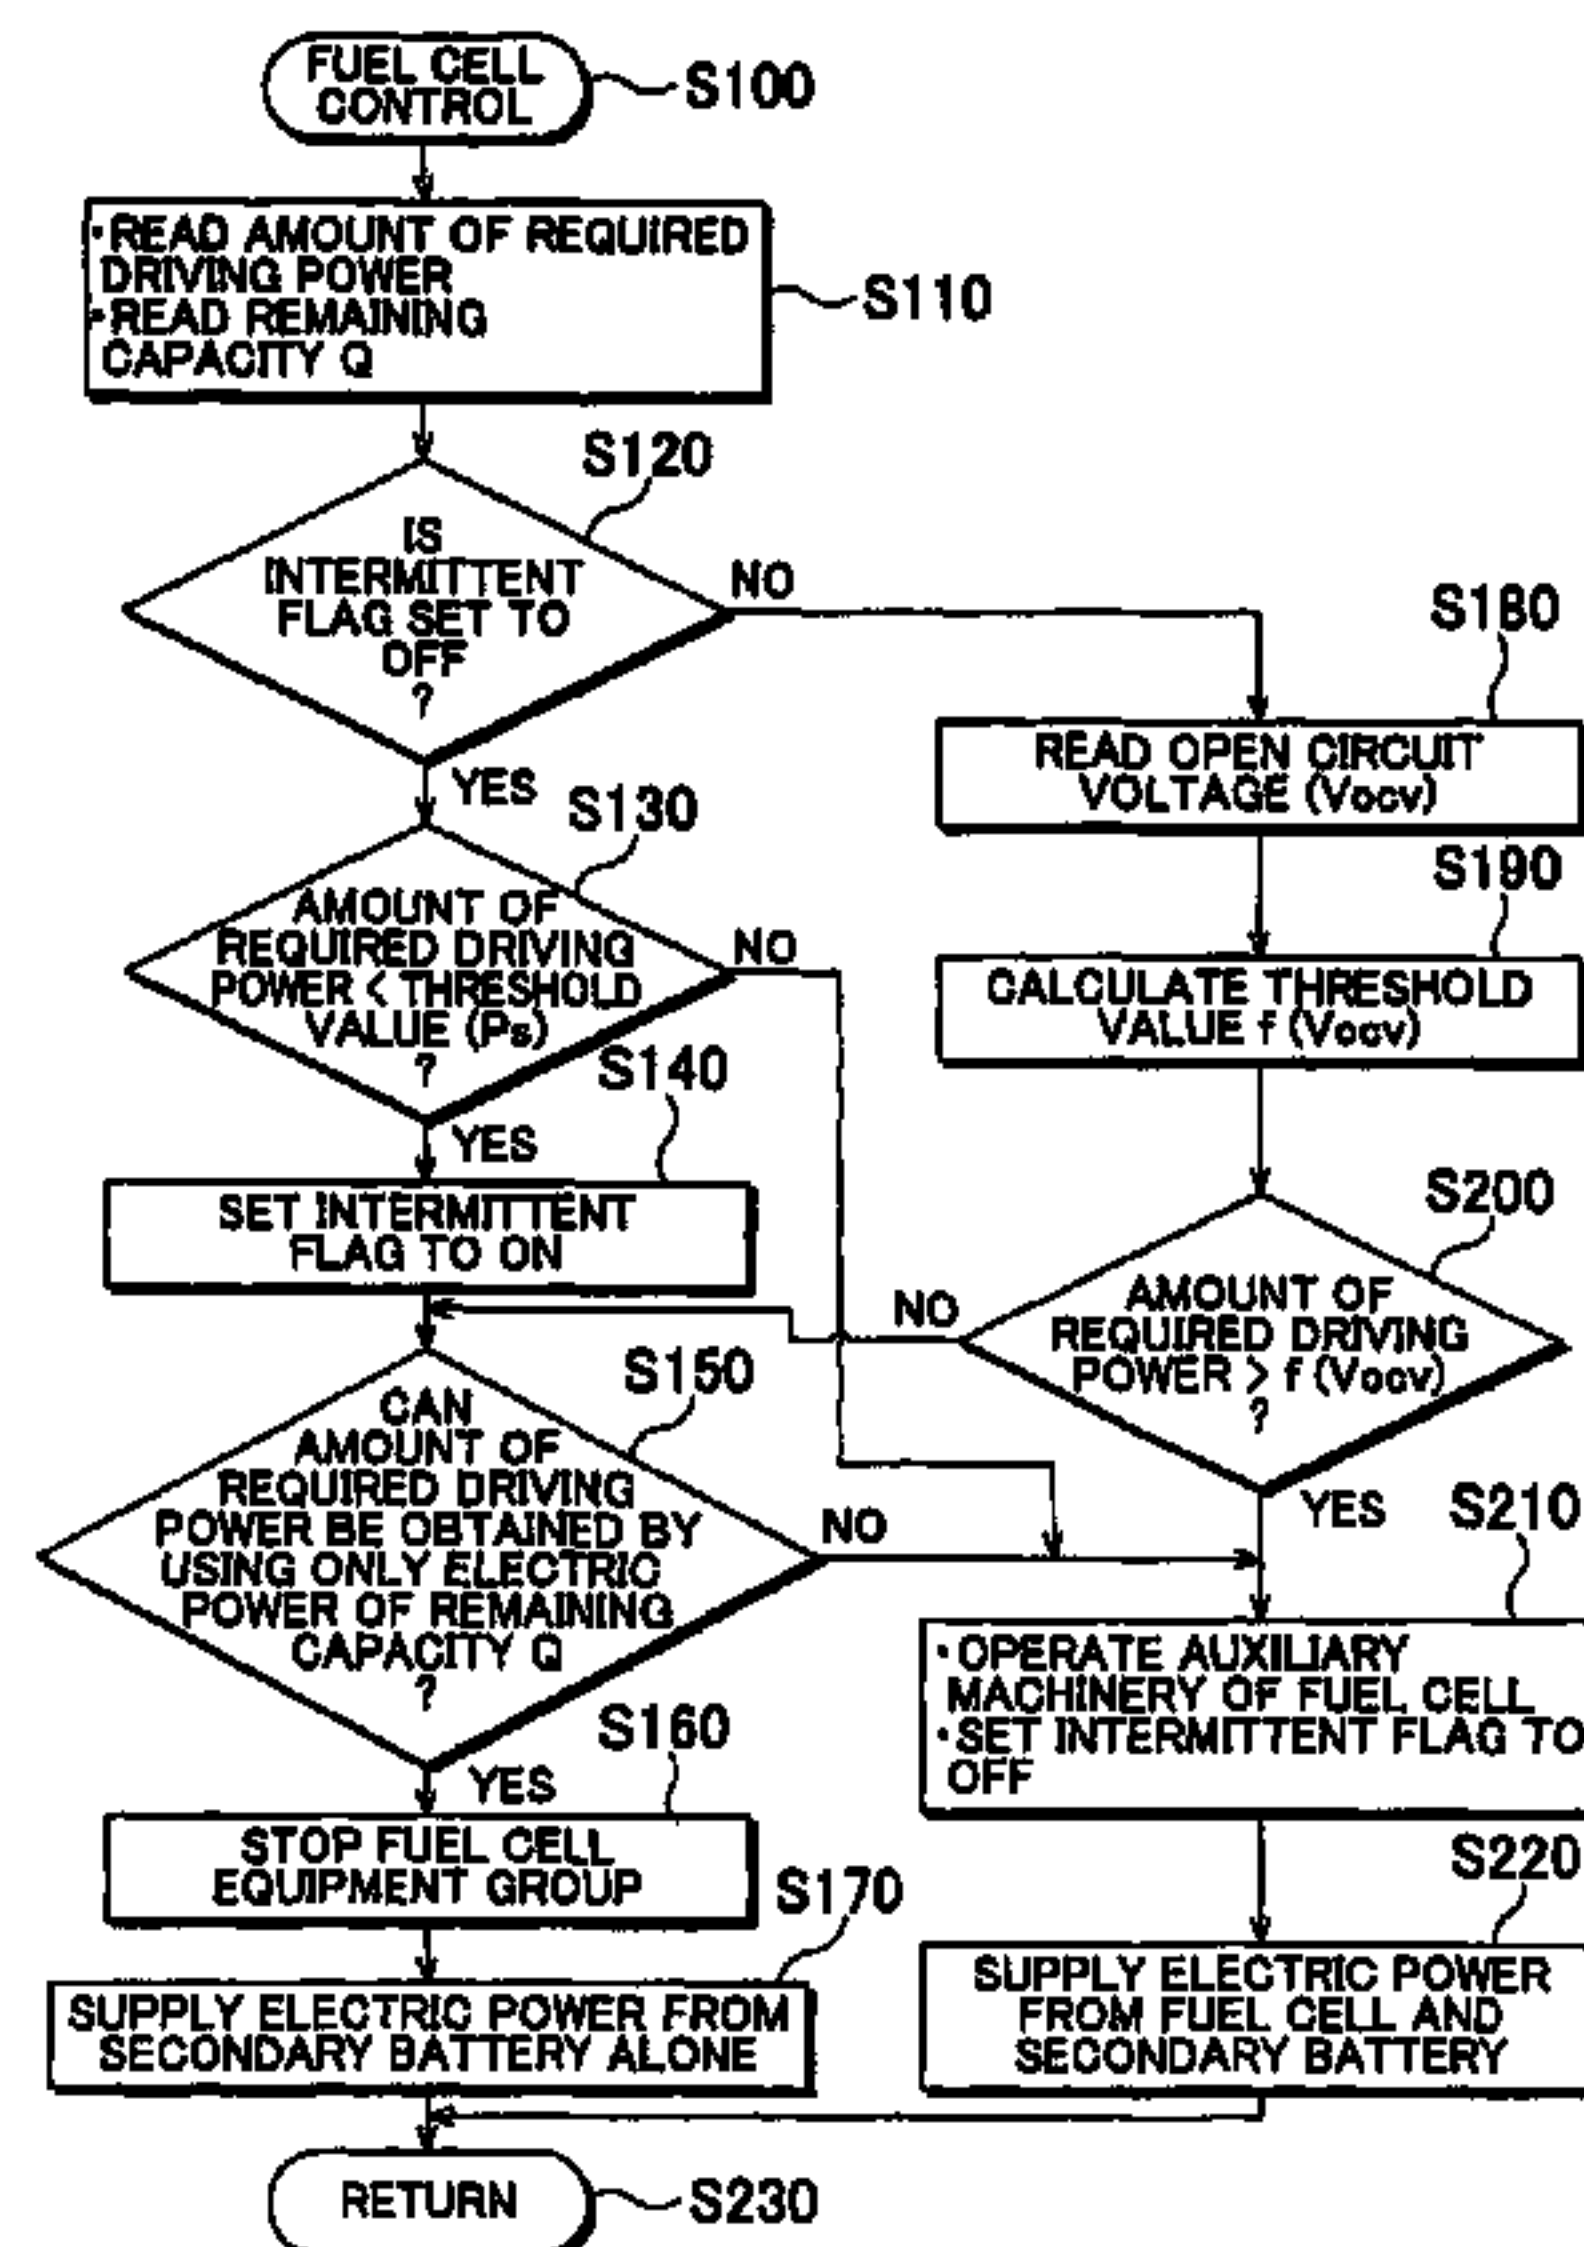 FUEL CELL
CONTROL
S100
·READ AMOUNT OF REQUIRED
DRIVING POWER
·READ REMAINING
CAPACITY Q
S110
S120
IS
INTERMITTENT
FLAG SET TO
OFF
?
NO
YES
S130
AMOUNT OF
REQUIRED DRIVING
POWER < THRESHOLD
VALUE (Ps)
?
NO
YES
S140
SET INTERMITTENT
FLAG TO ON
S150
CAN
AMOUNT OF
REQUIRED DRIVING
POWER BE OBTAINED BY
USING ONLY ELECTRIC
POWER OF REMAINING
CAPACITY Q
?
NO
YES
S160
STOP FUEL CELL
EQUIPMENT GROUP
S170
SUPPLY ELECTRIC POWER FROM
SECONDARY BATTERY ALONE
S180
READ OPEN CIRCUIT
VOLTAGE (Vocv)
S190
CALCULATE THRESHOLD
VALUE f (Vocv)
S200
AMOUNT OF
REQUIRED DRIVING
POWER > f (Vocv)
?
NO
YES
S210
·OPERATE AUXILIARY
MACHINERY OF FUEL CELL
·SET INTERMITTENT FLAG TO
OFF
S220
SUPPLY ELECTRIC POWER
FROM FUEL CELL AND
SECONDARY BATTERY
RETURN
S230